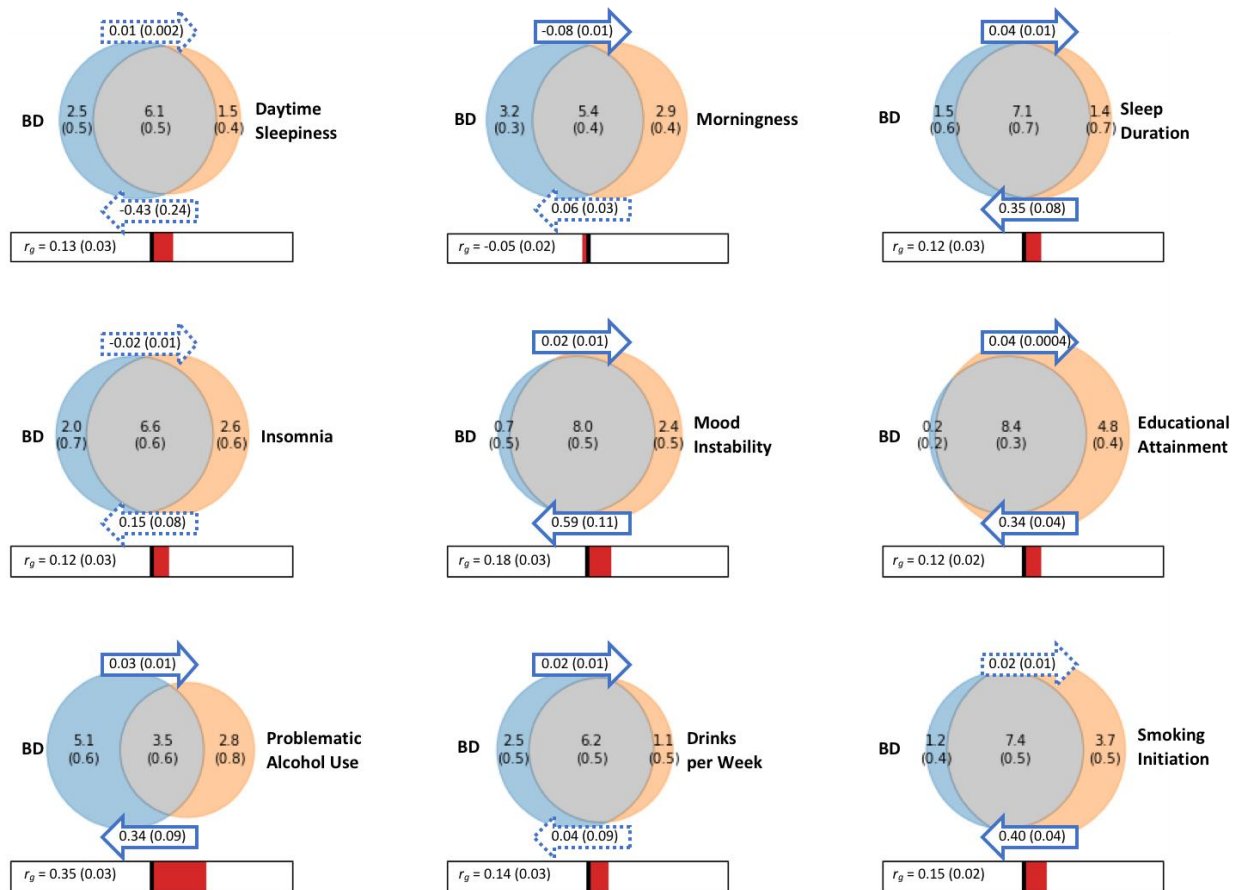 0.01 (0.002)
BD
2.5
(0.5)
6.1
(0.5)
1.5
(0.4)
Daytime
Sleepiness
-0.43 (0.24)
rg = 0.13 (0.03)
-0.08 (0.01)
BD
3.2
(0.3)
5.4
(0.4)
2.9
(0.4)
Morningness
0.06 (0.03)
rg = -0.05 (0.02)
0.04 (0.01)
BD
1.5
(0.6)
7.1
(0.7)
1.4
(0.7)
Sleep
Duration
0.35 (0.08)
rg = 0.12 (0.03)
-0.02 (0.01)
BD
2.0
(0.7)
6.6
(0.6)
2.6
(0.6)
Insomnia
0.15 (0.08)
rg = 0.12 (0.03)
0.02 (0.01)
BD
0.7
(0.5)
8.0
(0.5)
2.4
(0.5)
Mood
Instability
0.59 (0.11)
rg = 0.18 (0.03)
0.04 (0.0004)
BD
0.2
(0.2)
8.4
(0.3)
4.8
(0.4)
Educational
Attainment
0.34 (0.04)
rg = 0.12 (0.02)
0.03 (0.01)
BD
5.1
(0.6)
3.5
(0.6)
2.8
(0.8)
Problematic
Alcohol Use
0.34 (0.09)
rg = 0.35 (0.03)
0.02 (0.01)
BD
2.5
(0.5)
6.2
(0.5)
1.1
(0.5)
Drinks
per Week
0.04 (0.09)
rg = 0.14 (0.03)
0.02 (0.01)
BD
1.2
(0.4)
7.4
(0.5)
3.7
(0.5)
Smoking
Initiation
0.40 (0.04)
rg = 0.15 (0.02)